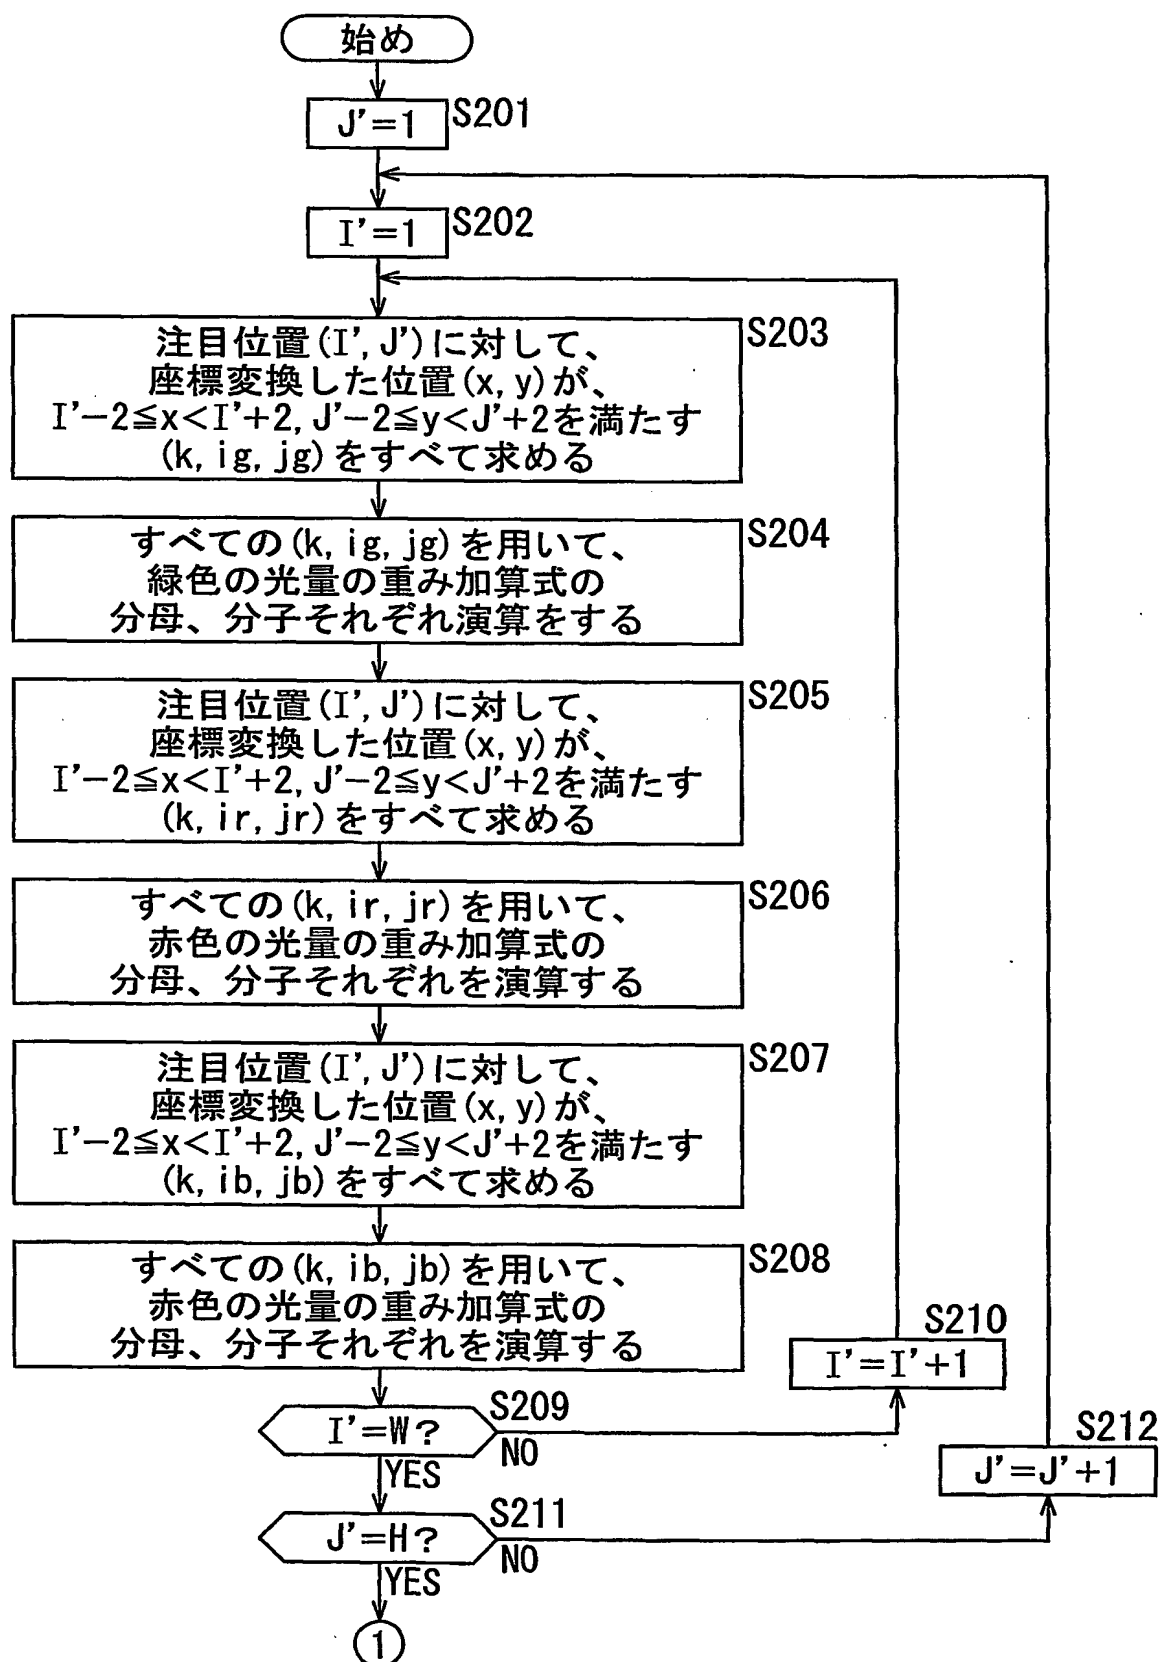 始め
J'=1
S201
I'=1
S202
S203
注目位置(I', J')に対して、
座標変換した位置(x, y)が、
I'-2≦x<I'+2, J'-2≦y<J'+2を満たす
(k, ig, jg)をすべて求める
S204
すべての(k, ig, jg)を用いて、
緑色の光量の重み加算式の
分母、分子それぞれ演算をする
S205
注目位置(I', J')に対して、
座標変換した位置(x, y)が、
I'-2≦x<I'+2, J'-2≦y<J'+2を満たす
(k, ir, jr)をすべて求める
S206
すべての(k, ir, jr)を用いて、
赤色の光量の重み加算式の
分母、分子それぞれを演算する
S207
注目位置(I', J')に対して、
座標変換した位置(x, y)が、
I'-2≦x<I'+2, J'-2≦y<J'+2を満たす
(k, ib, jb)をすべて求める
S208
すべての(k, ib, jb)を用いて、
赤色の光量の重み加算式の
分母、分子それぞれを演算する
S210
I'=I'+1
S209
I'=W?
NO
YES
S212
J'=J'+1
S211
J'=H?
NO
YES
1